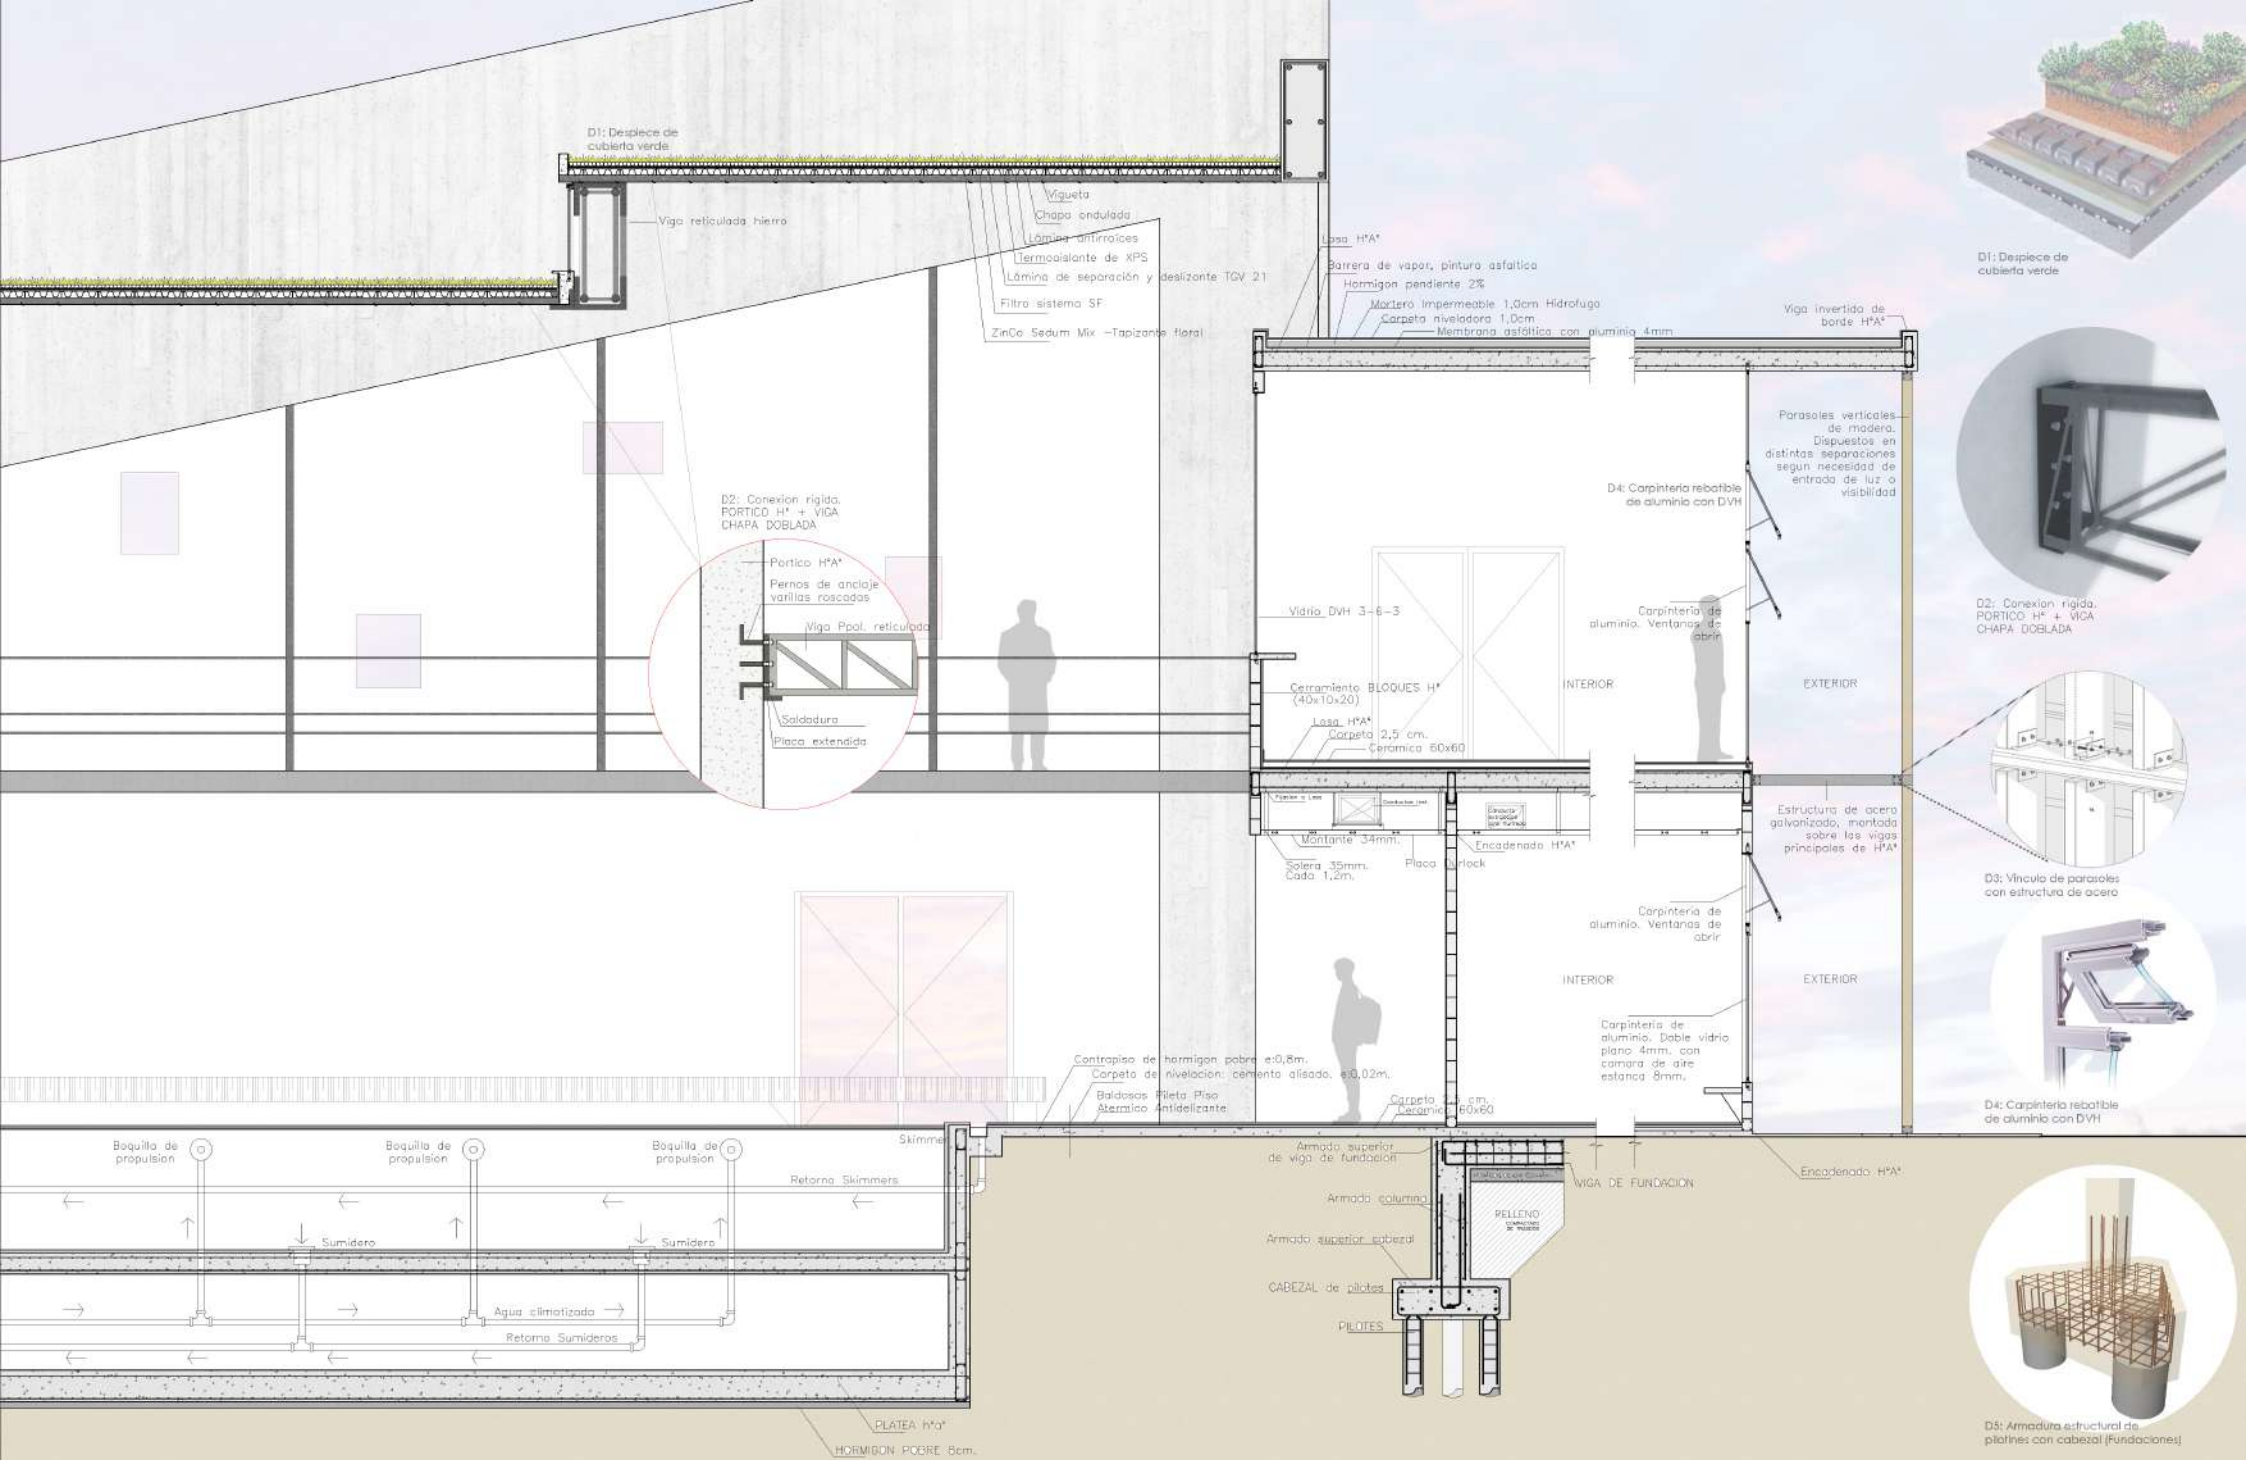 D1: Despiece de
cubierta verde
Viga reticulada hierro
Vigueta
Chapa ondulada
Lámina antirraíces
Termoaislante de XPS
Lámina de separación y deslizante TGV 21
Filtro sistema SF
ZinCo Sedum Mix -Tapizante floral
Losa H°A°
Barrera de vapor, pintura asfaltica
Hormigon pendiente 2%
Mortero Impermeable 1,0cm Hidrofugo
Carpeta niveladora 1,0cm
Membrana asfáltica con aluminio 4mm
Viga invertida de
borde H°A°
D1: Despiece de
cubierta verde
Parasoles verticales
de madera.
Dispuestos en
distintas separaciones
segun necesidad de
entrada de luz o
visibilidad
D4: Carpinteria rebatible
de aluminio con DVH
D2: Conexion rigida.
PORTICO H° + VIGA
CHAPA DOBLADA
Portico H°A°
Pernos de anclaje
varillas roscadas
Viga Ppal. reticulada
Saldadura
Placa extendida
Vidrio DVH 3-6-3
Carpinteria de
aluminio. Ventanas de
abrir
D2: Conexion rigida.
PORTICO H° + VIGA
CHAPA DOBLADA
Cerramiento BLOQUES H°
(40x10x20)
INTERIOR
EXTERIOR
Losa H°A°
Carpeta 2,5 cm.
Ceramica 60x60
Montante 34mm.
Solera 35mm.
Cada 1,2m.
Placa Durlock
Encadenado H°A°
Estructura de acero
galvanizado, montada
sobre las vigas
principales de H°A°
D3: Vinculo de parasoles
con estructura de acero
Carpinteria de
aluminio. Ventanas de
abrir
INTERIOR
EXTERIOR
Carpinteria de
aluminio. Doble vidrio
plano 4mm. con
camara de aire
estanca 8mm.
D4: Carpinteria rebatible
de aluminio con DVH
Contrapiso de hormigon pobre e:0,8m.
Carpeta de nivelacion: cemento alisado. e:0,02m.
Baldosas Pileta Piso
Atermico Antidelizante
Carpeta 2,5 cm.
Ceramica 60x60
Boquilla de
propulsion
Boquilla de
propulsion
Boquilla de
propulsion
Skimme
Retorno Skimmers
Sumidero
Sumidero
Agua climatizada
Retorno Sumideros
Armado superior
de viga de fundacion
VIGA DE FUNDACION
Encadenado H°A°
Armado columna
RELLENO
Armado superior cabezal
CABEZAL de pilotes
PILOTES
PLATEA h°a°
HORMIGON POBRE 8cm.
D5: Armadura estructural de
pilotines con cabezal (Fundaciones)